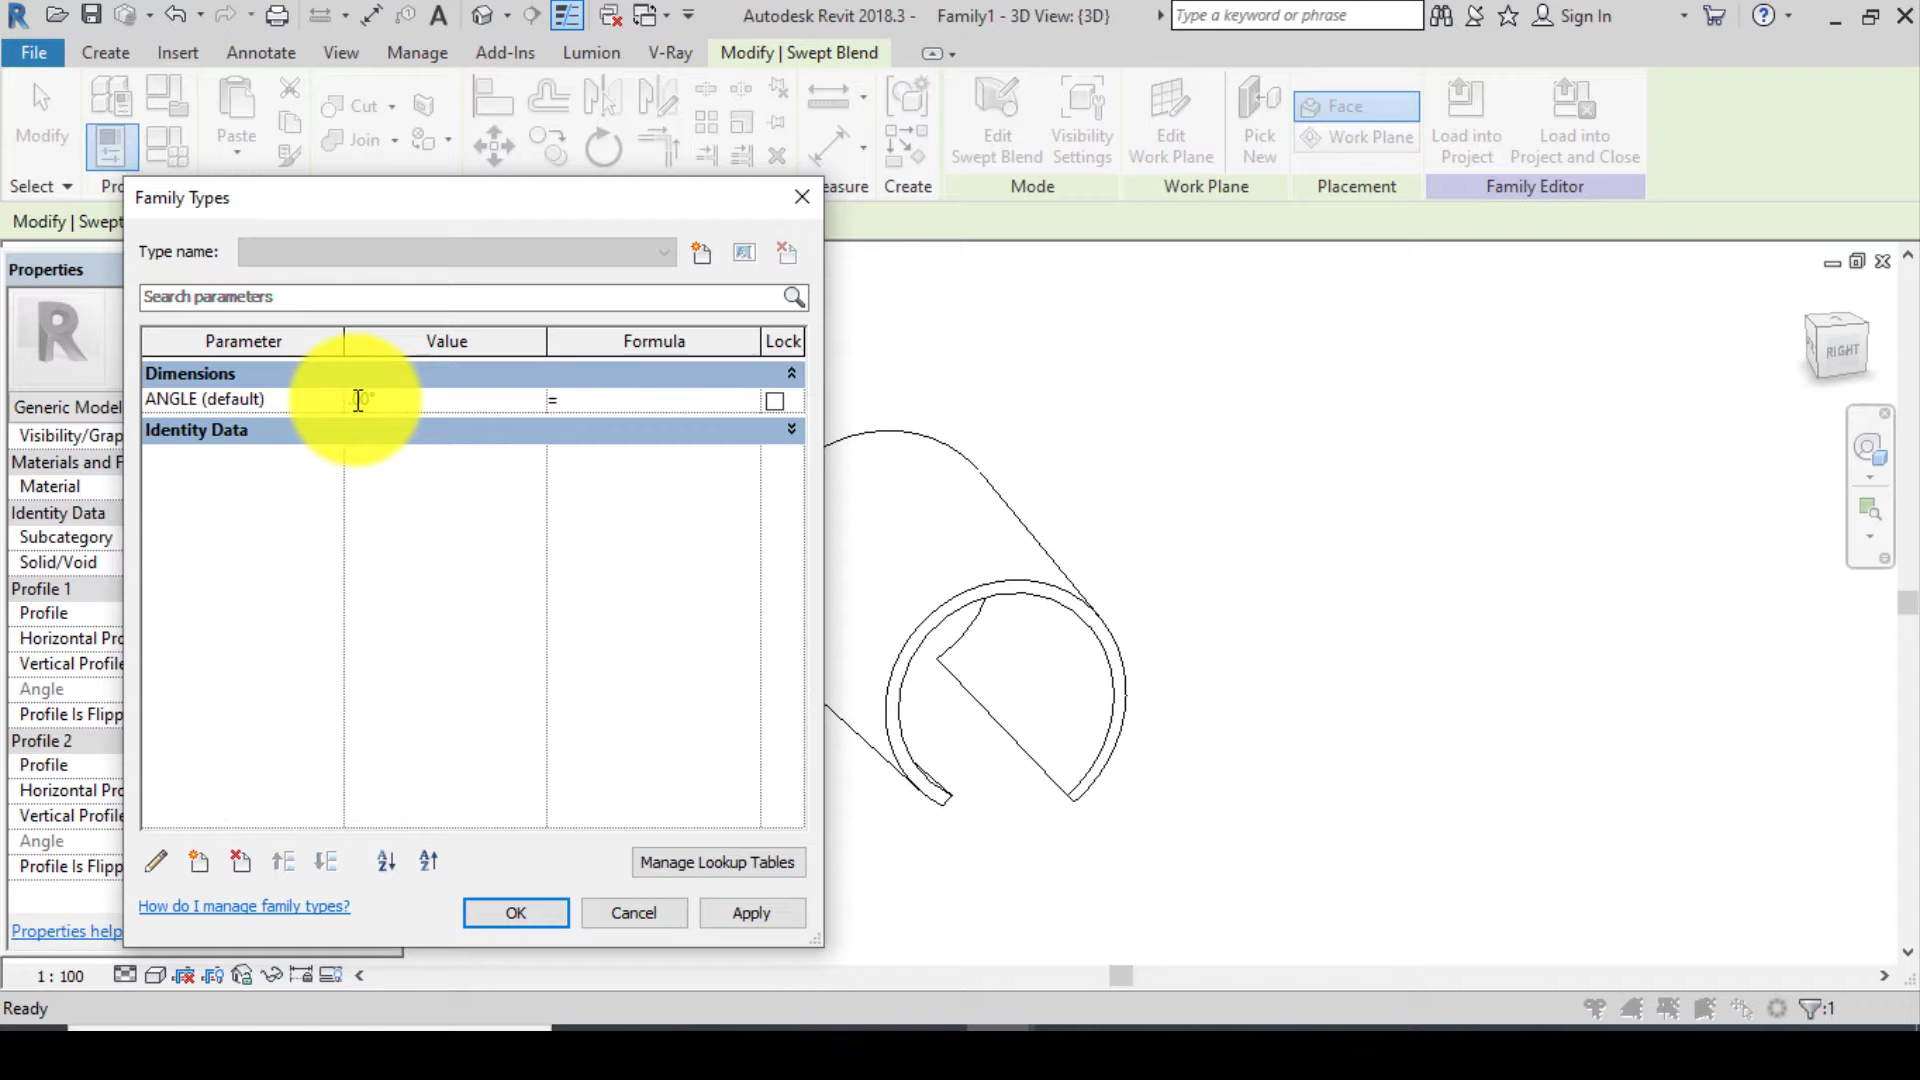 Autodesk Revit 2018.3 -    Family1 - 3D View: {3D}
Type a keyword or phrase
Sign In
File
Create
Insert
Annotate
View
Manage
Add-Ins
Lumion
V-Ray
Modify | Swept Blend
Modify
Paste
Cut
Join
Edit
Swept Blend
Visibility
Settings
Edit
Work Plane
Pick
New
Face
Work Plane
Load into
Project
Load into
Project and Close
Select
Create
Mode
Work Plane
Placement
Family Editor
Modify | Swept
Properties
Family Types
Type name:
Search parameters
Parameter
Value
Formula
Lock
Dimensions
ANGLE (default)
=
Identity Data
Manage Lookup Tables
How do I manage family types?
OK
Cancel
Apply
Generic Model
Visibility/Grap
Materials and F
Material
Identity Data
Subcategory
Solid/Void
Profile 1
Profile
Horizontal Pro
Vertical Profile
Angle
Profile Is Flipp
Profile 2
Profile
Horizontal Pro
Vertical Profile
Angle
Profile Is Flipp
Properties help
RIGHT
1 : 100
Ready
:1